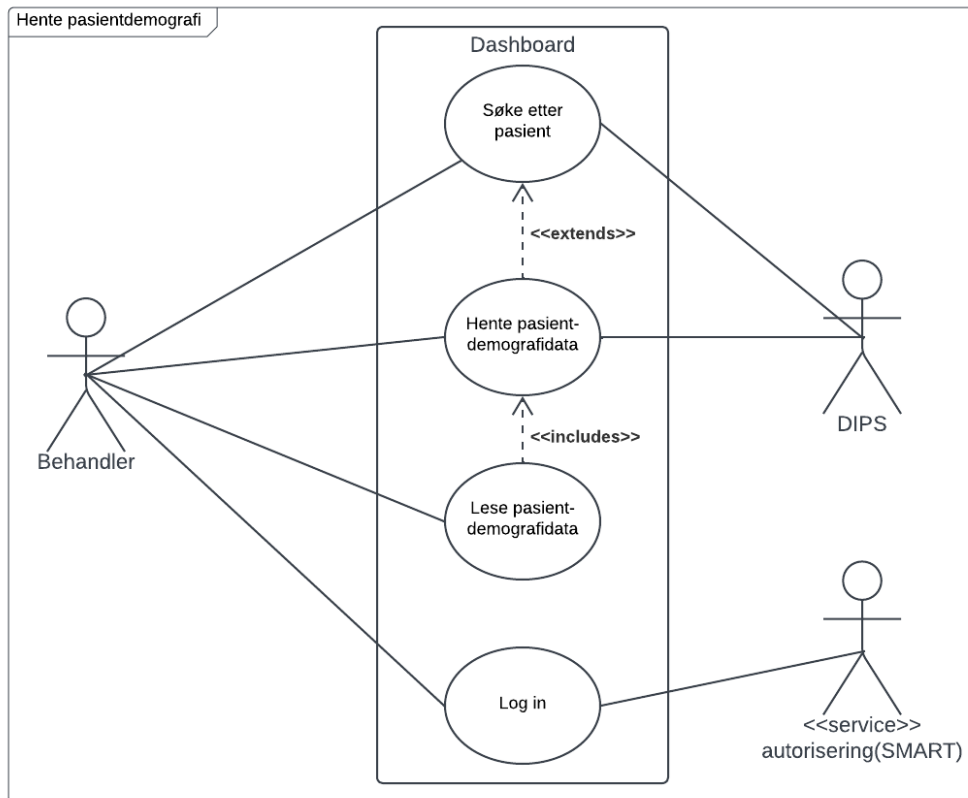 Hente pasientdemografi
Dashboard
Søke etter
pasient
<<extends>>
Hente pasient-
demografidata
<<includes>>
Lese pasient-
demografidata
Log in
Behandler
DIPS
<<service>>
autorisering(SMART)